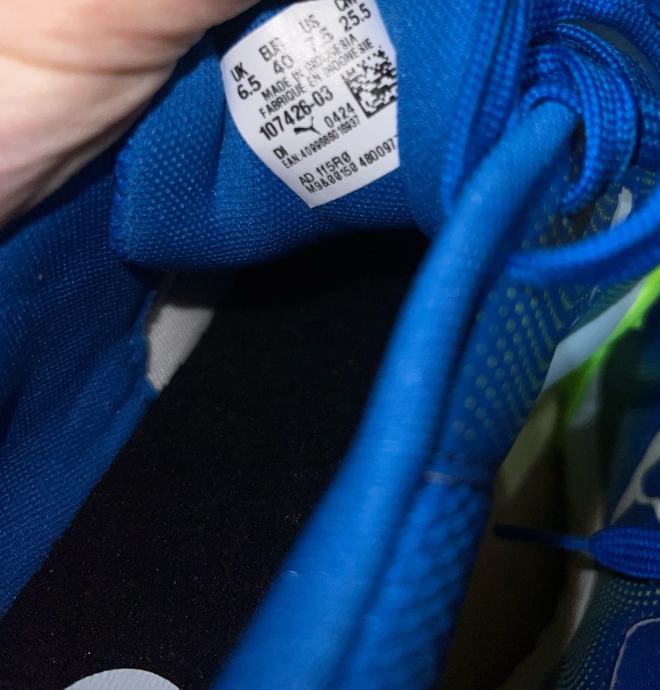 UK EUR US CM
6.5 40 7.5 25.5
MADE IN INDONESIA
FABRIQUE EN INDONESIE
107426-03
DI 0424
EAN:
AD 115R0